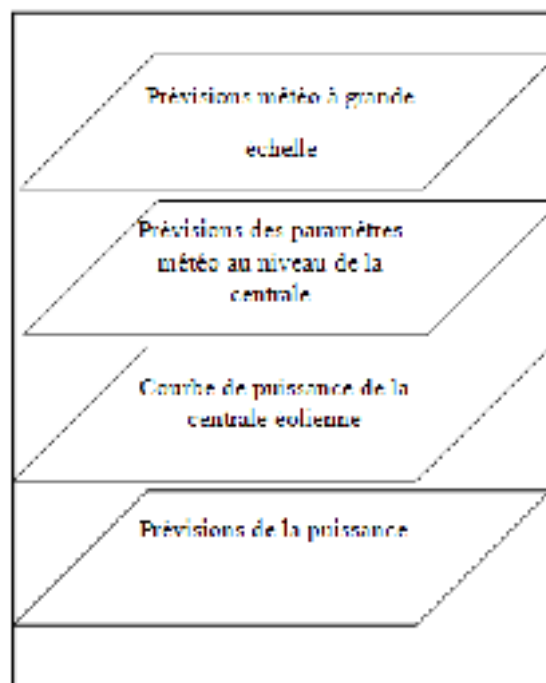 Prévisions météo à grande
echelle
Prévisions des paramètres
météo au niveau de la
centrale
Courbe de puissance de la
centrale eolienne
Prévisions de la puissance